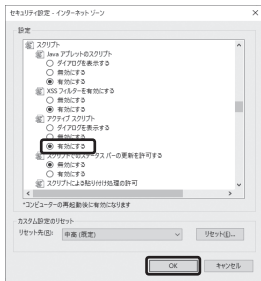 セキュリティ設定 - インターネット ゾーン
設定
スクリプト
Java アプレットのスクリプト
ダイアログを表示する
無効にする
有効にする
XSS フィルターを有効にする
無効にする
有効にする
アクティブ スクリプト
ダイアログを表示する
無効にする
有効にする
スクリプトでのステータス バーの更新を許可する
無効にする
有効にする
スクリプトによる貼り付け処理の許可
*コンピューターの再起動後に有効になります
カスタム設定のリセット
リセット先(R): 中高 (既定) リセット(E)...
OK キャンセル